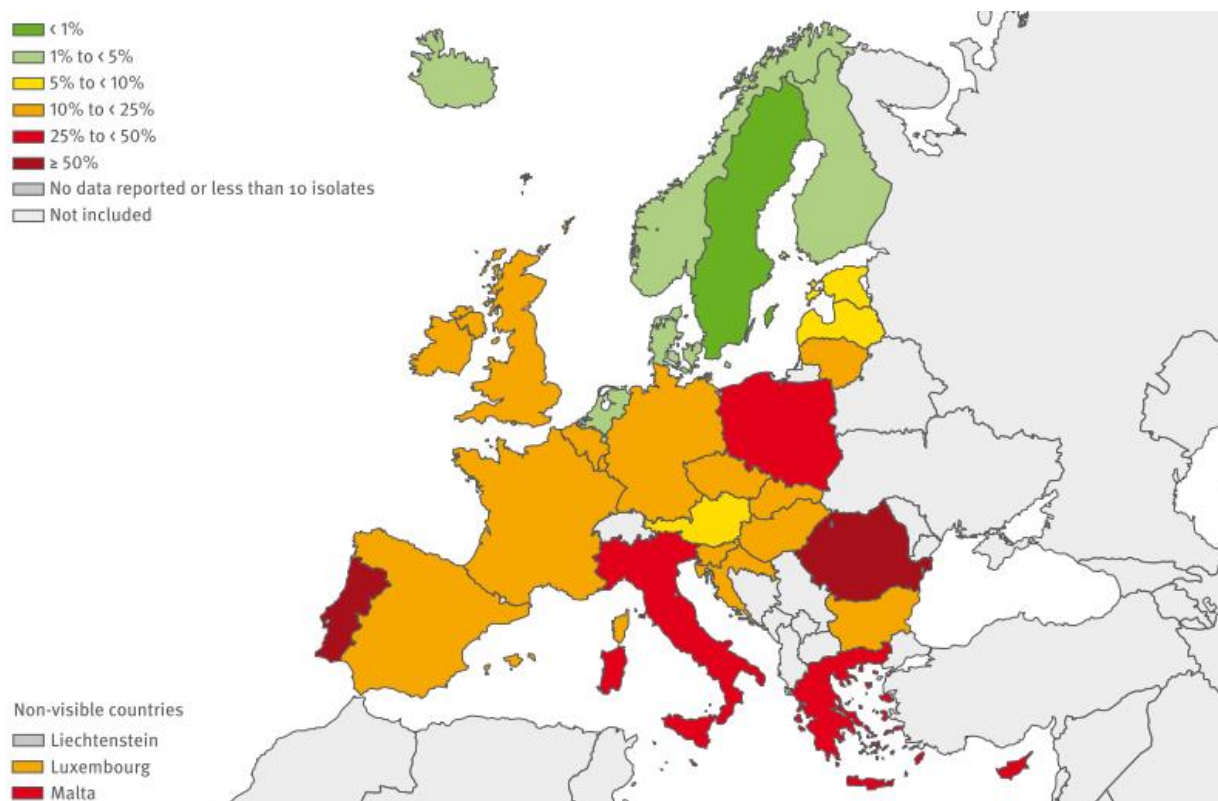 < 1%
1% to < 5%
5% to < 10%
10% to < 25%
25% to < 50%
≥ 50%
No data reported or less than 10 isolates
Not included
Non-visible countries
Liechtenstein
Luxembourg
Malta